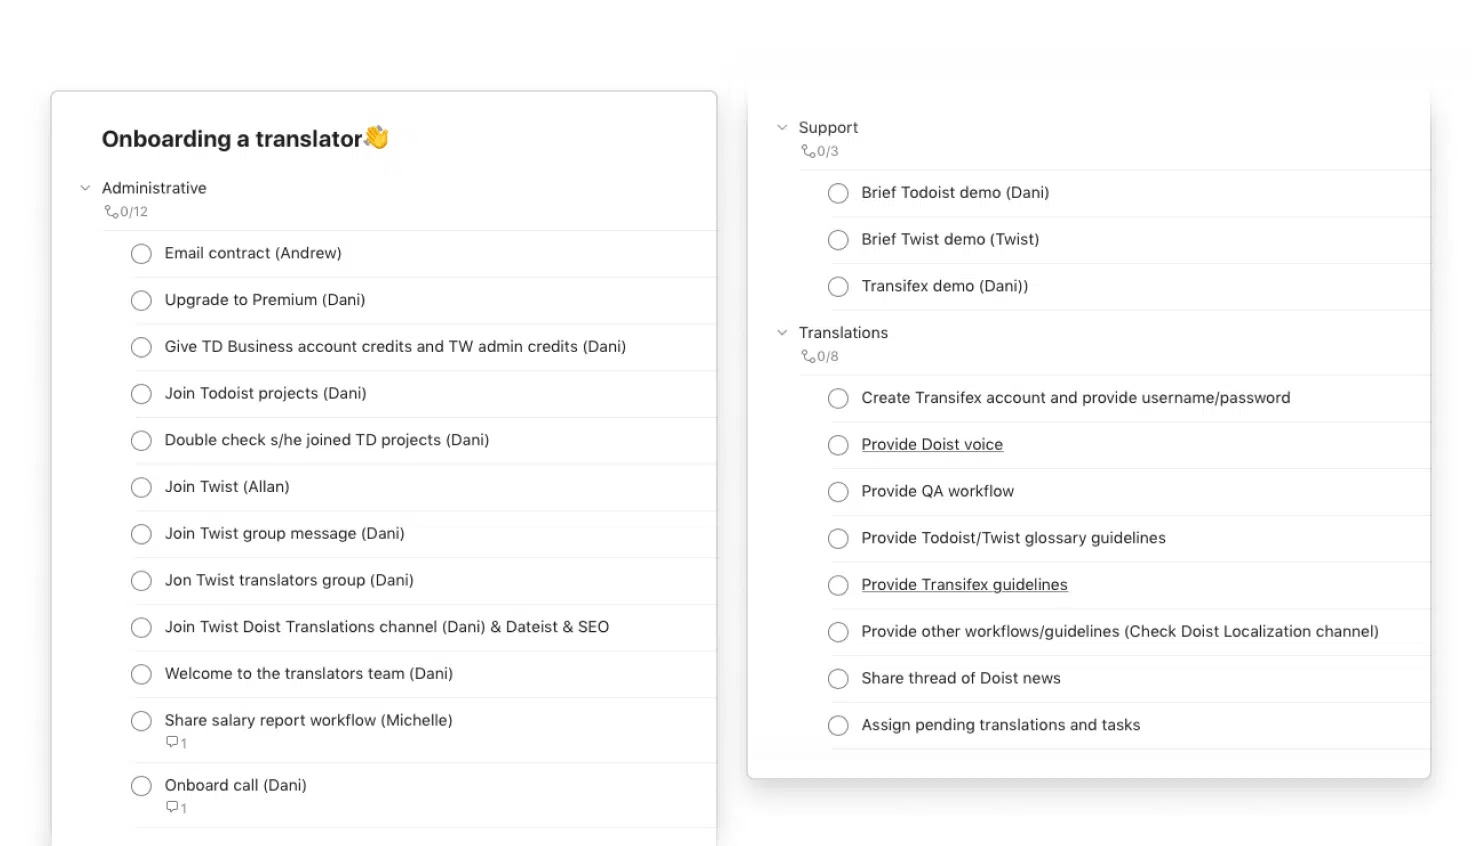 Onboarding a translator👋
Administrative
0/12
Email contract (Andrew)
Upgrade to Premium (Dani)
Give TD Business account credits and TW admin credits (Dani)
Join Todoist projects (Dani)
Double check s/he joined TD projects (Dani)
Join Twist (Allan)
Join Twist group message (Dani)
Jon Twist translators group (Dani)
Join Twist Doist Translations channel (Dani) & Dateist & SEO
Welcome to the translators team (Dani)
Share salary report workflow (Michelle)
1
Onboard call (Dani)
1
Support
0/3
Brief Todoist demo (Dani)
Brief Twist demo (Twist)
Transifex demo (Dani))
Translations
0/8
Create Transifex account and provide username/password
Provide Doist voice
Provide QA workflow
Provide Todoist/Twist glossary guidelines
Provide Transifex guidelines
Provide other workflows/guidelines (Check Doist Localization channel)
Share thread of Doist news
Assign pending translations and tasks